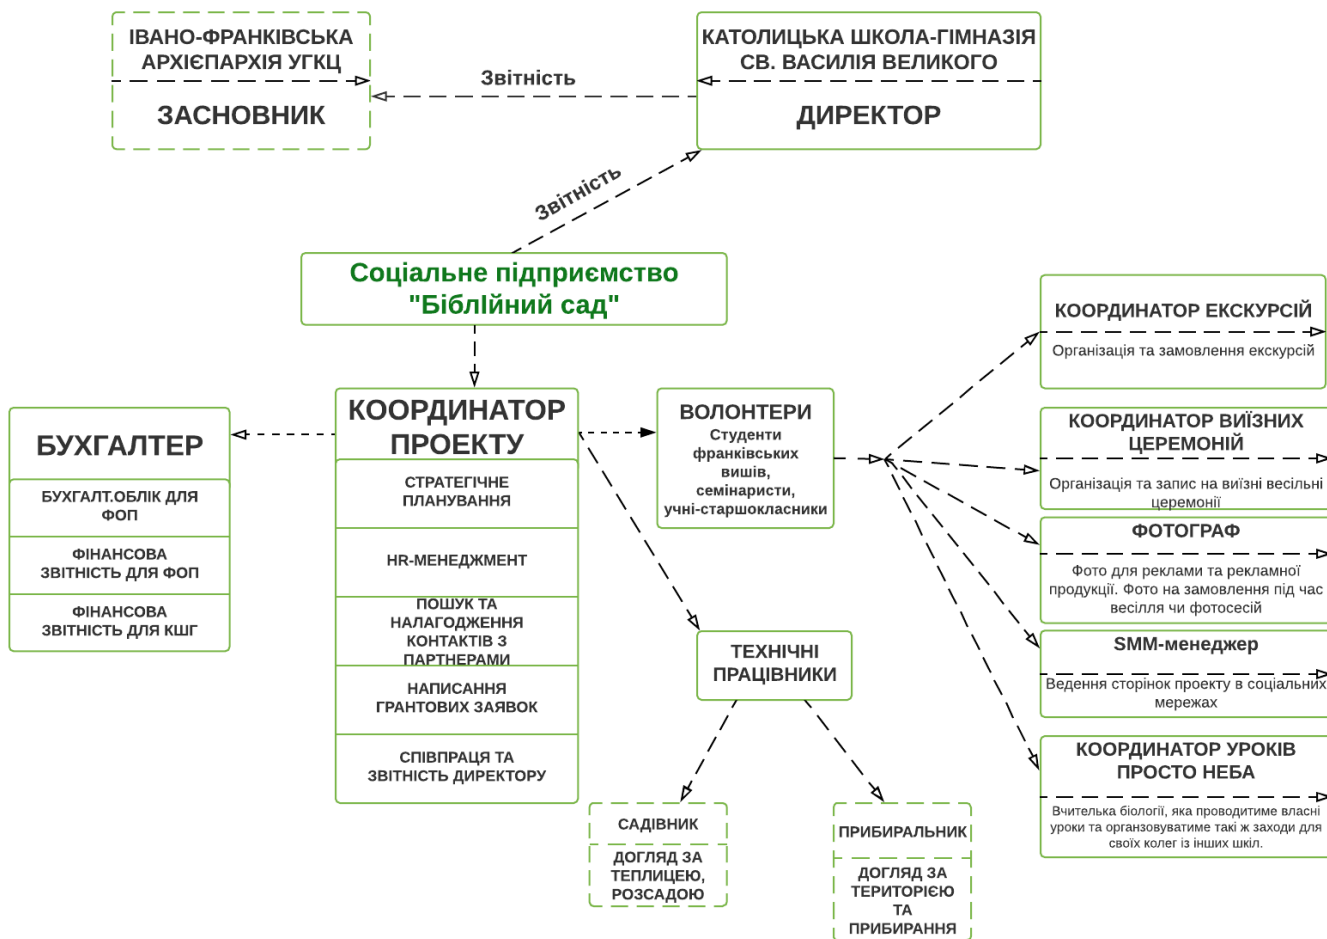 ІВАНО-ФРАНКІВСЬКА
АРХІЄПАРХІЯ УГКЦ
ЗАСНОВНИК
Звітність
КАТОЛИЦЬКА ШКОЛА-ГІМНАЗІЯ
СВ. ВАСИЛІЯ ВЕЛИКОГО
ДИРЕКТОР
Звітність
Соціальне підприємство
"БіблІйний сад"
БУХГАЛТЕР
БУХГАЛТ.ОБЛІК ДЛЯ
ФОП
ФІНАНСОВА
ЗВІТНІСТЬ ДЛЯ ФОП
ФІНАНСОВА
ЗВІТНІСТЬ ДЛЯ КШГ
КООРДИНАТОР
ПРОЕКТУ
СТРАТЕГІЧНЕ
ПЛАНУВАННЯ
HR-МЕНЕДЖМЕНТ
ПОШУК ТА
НАЛАГОДЖЕННЯ
КОНТАКТІВ З
ПАРТНЕРАМИ
НАПИСАННЯ
ГРАНТОВИХ ЗАЯВОК
СПІВПРАЦЯ ТА
ЗВІТНІСТЬ ДИРЕКТОРУ
ВОЛОНТЕРИ
Студенти
франківських
вишів,
семінаристи,
учні-старшокласники
ТЕХНІЧНІ
ПРАЦІВНИКИ
САДІВНИК
ДОГЛЯД ЗА
ТЕПЛИЦЕЮ,
РОЗСАДОЮ
ПРИБИРАЛЬНИК
ДОГЛЯД ЗА
ТЕРИТОРІЄЮ
ТА
ПРИБИРАННЯ
КООРДИНАТОР ЕКСКУРСІЙ
Організація та замовлення екскурсій
КООРДИНАТОР ВИЇЗНИХ
ЦЕРЕМОНІЙ
Організація та запис на виїзні весільні
церемонії
ФОТОГРАФ
Фото для реклами та рекламної
продукції. Фото на замовлення під час
весілля чи фотосесій
SMM-менеджер
Ведення сторінок проекту в соціальних
мережах
КООРДИНАТОР УРОКІВ
ПРОСТО НЕБА
Вчителька біології, яка проводитиме власні
уроки та органзовуватиме такі ж заходи для
своїх колег із інших шкіл.